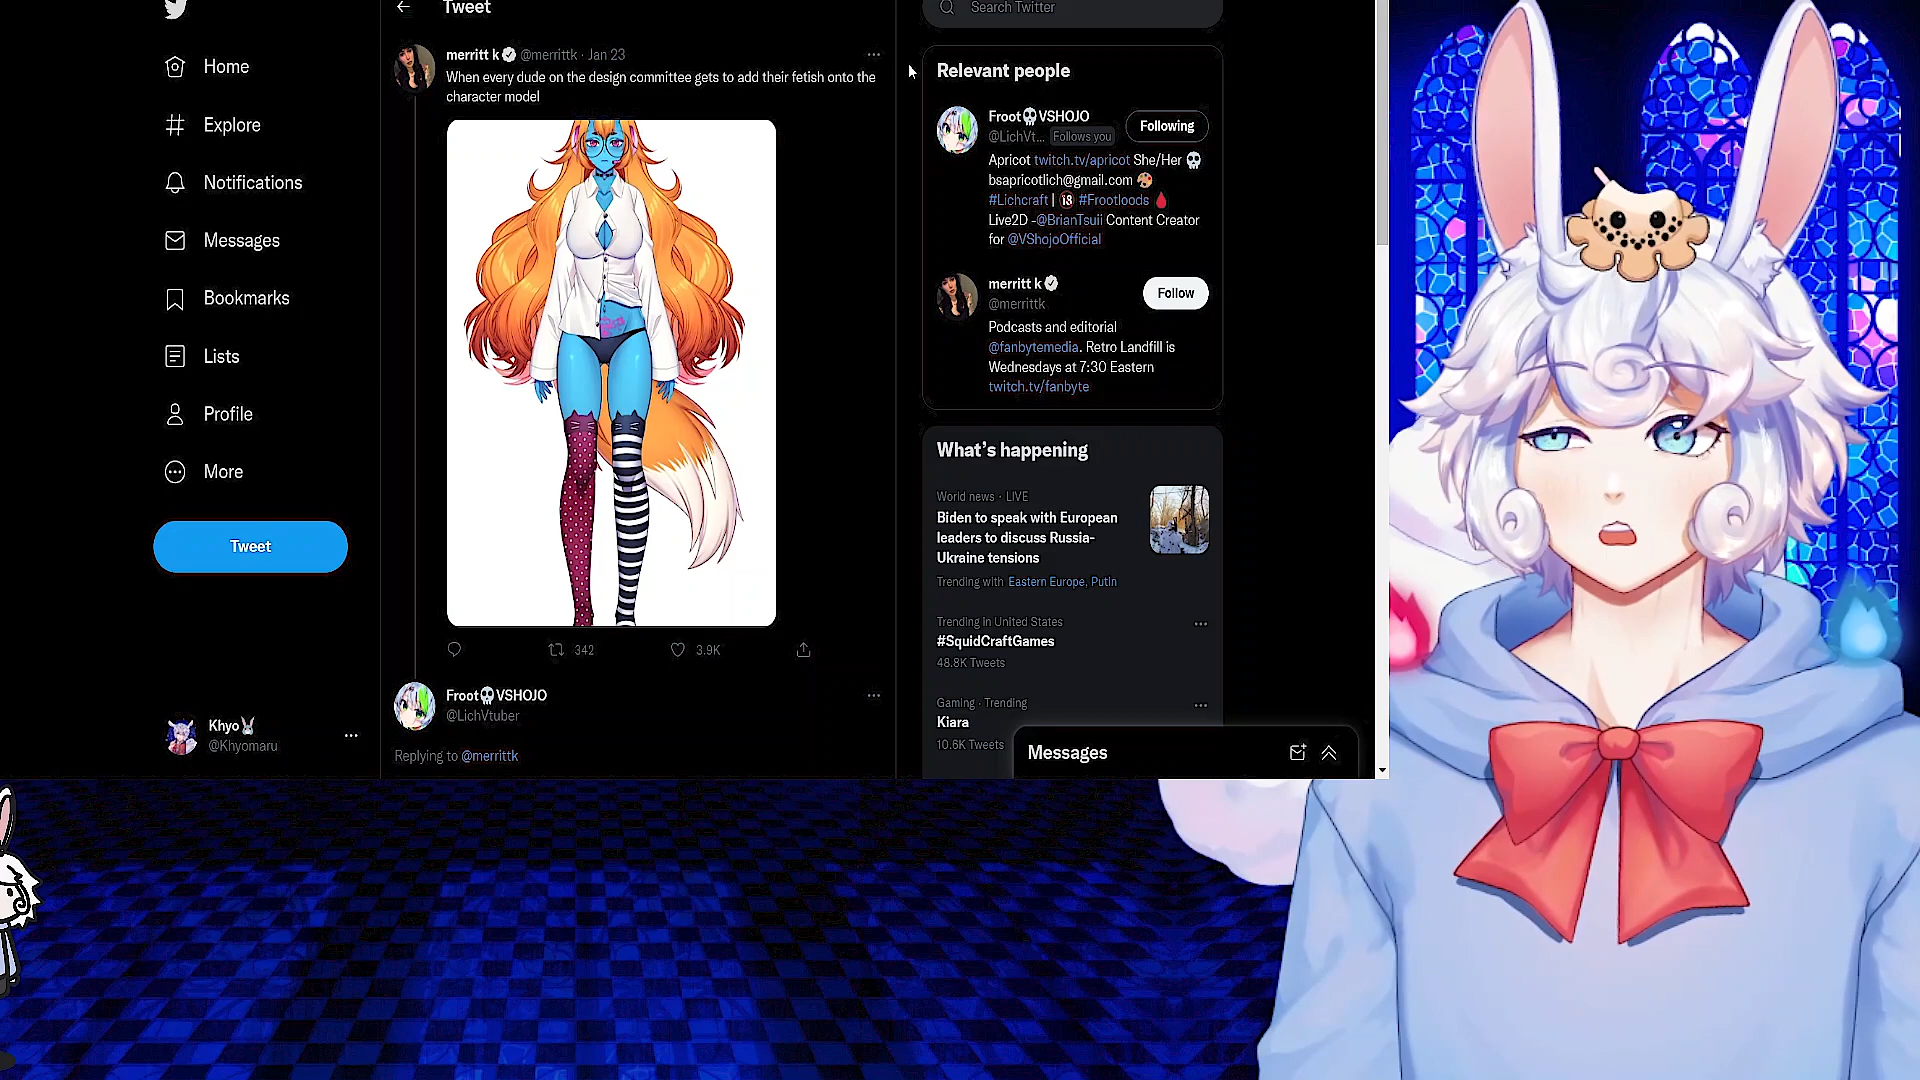 Home
Explore
Notifications
Messages
Bookmarks
Lists
Profile
More
Tweet
Khyo
@Khyomaru
Tweet
merritt k @merrittk · Jan 23
When every dude on the design committee gets to add their fetish onto the
character model
342
3.9K
Froot💀VSHOJO
@LichVtuber
Replying to @merrittk
Search Twitter
Relevant people
Froot💀VSHOJO
@LichVt... Follows you
Following
Apricot twitch.tv/apricot She/Her 💀
bsapricotlich@gmail.com 🎨
#Lichcraft | 🔞 #Frootloods 🩸
Live2D -@BrianTsuii Content Creator
for @VShojoOfficial
merritt k
@merrittk
Follow
Podcasts and editorial
@fanbytemedia. Retro Landfill is
Wednesdays at 7:30 Eastern
twitch.tv/fanbyte
What's happening
World news · LIVE
Biden to speak with European
leaders to discuss Russia-
Ukraine tensions
Trending with Eastern Europe, Putin
Trending in United States
#SquidCraftGames
48.8K Tweets
Gaming · Trending
Kiara
10.6K Tweets
Messages